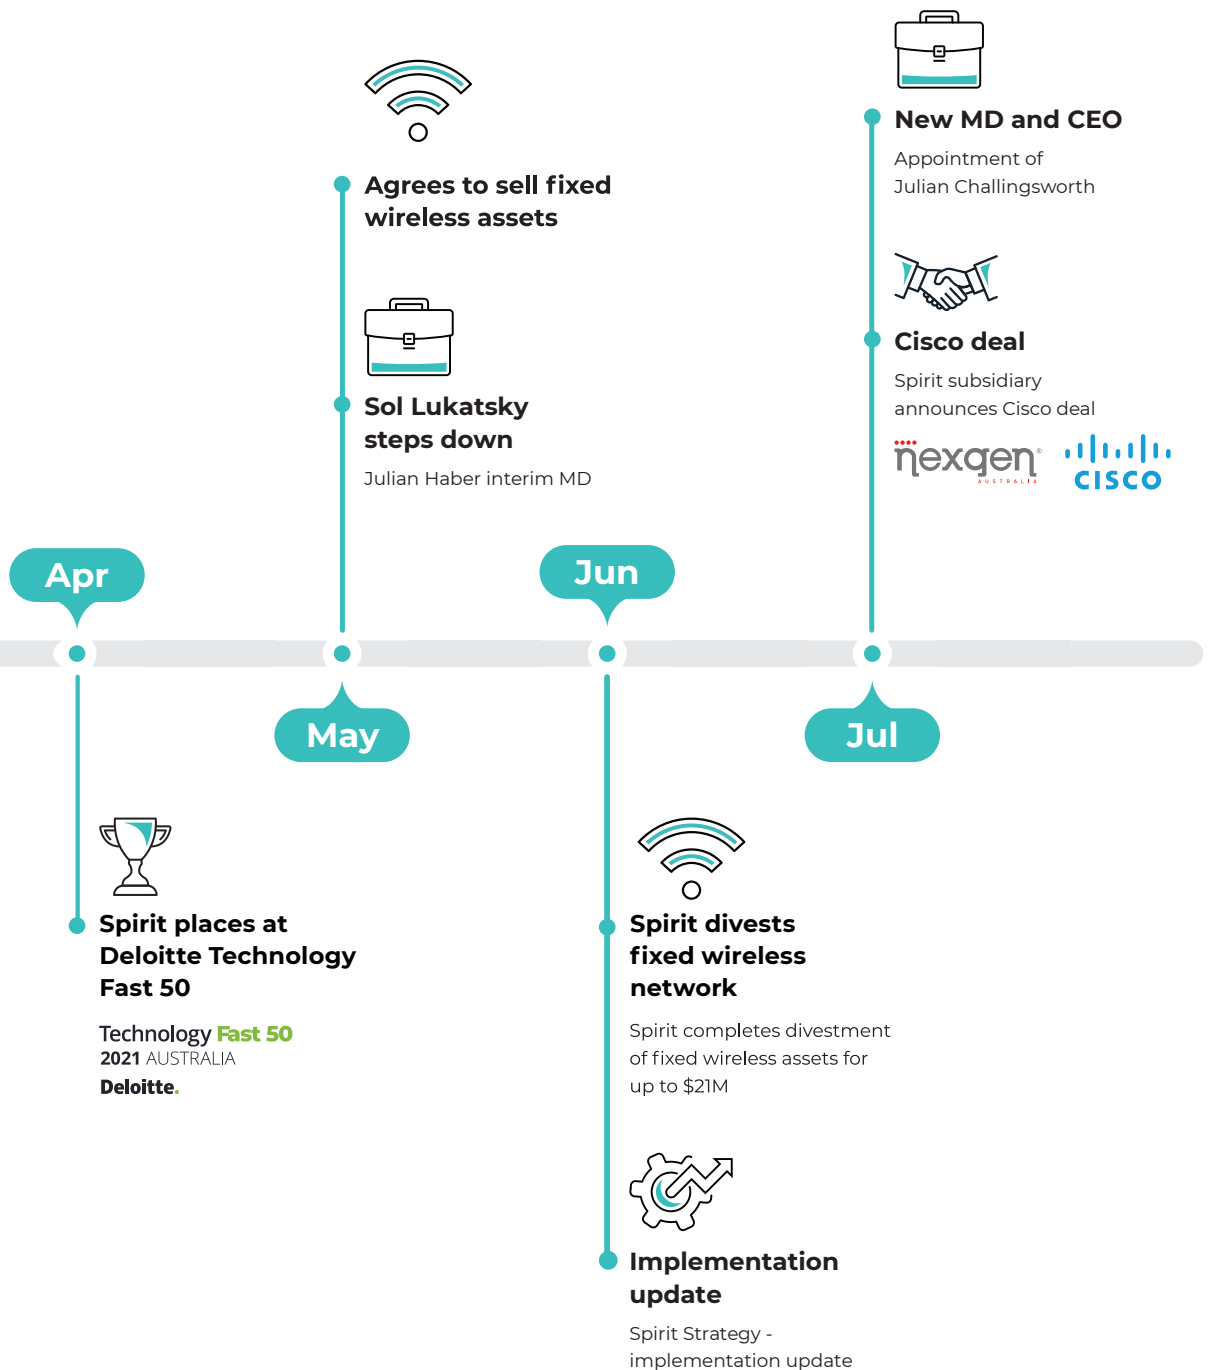 Apr
Spirit places at
Deloitte Technology
Fast 50
Technology Fast 50
2021 AUSTRALIA
Deloitte.
May
Agrees to sell fixed
wireless assets
Sol Lukatsky
steps down
Julian Haber interim MD
Jun
Spirit divests
fixed wireless
network
Spirit completes divestment
of fixed wireless assets for
up to $21M
Implementation
update
Spirit Strategy -
implementation update
Jul
New MD and CEO
Appointment of
Julian Challingsworth
Cisco deal
Spirit subsidiary
announces Cisco deal
nexgen®
AUSTRALIA
CISCO